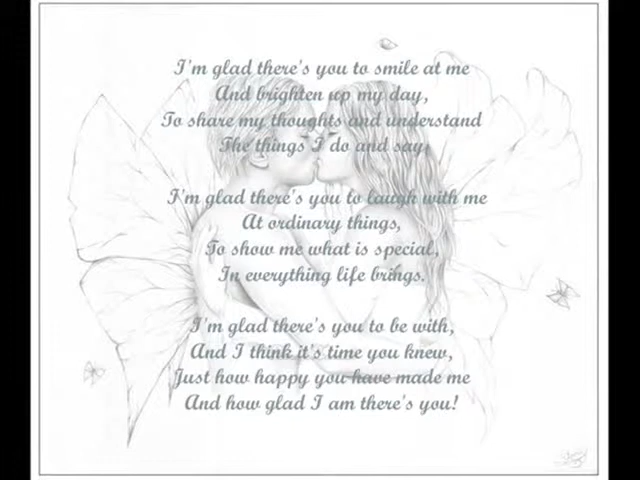 I'm glad there's you to smile at me
And brighten up my day,
To share my thoughts and understand
The things I do and say.
I'm glad there's you to laugh with me
At ordinary things,
To show me what is special,
In everything life brings.
I'm glad there's you to be with,
And I think it's time you knew,
Just how happy you have made me
And how glad I am there's you!